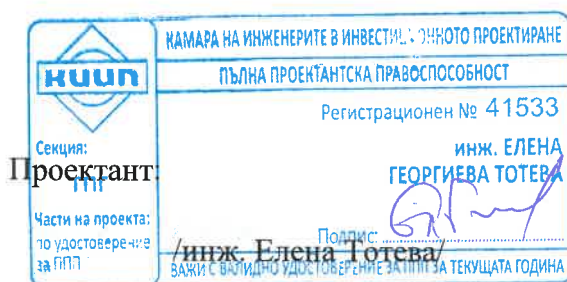 КАМАРА НА ИНЖЕНЕРИТЕ В ИНВЕСТИЦИОННОТО ПРОЕКТИРАНЕ
КИИП
ПЪЛНА ПРОЕКТАНТСКА ПРАВОСПОСОБНОСТ
Регистрационен № 41533
Секция:
инж. ЕЛЕНА
Проектант:
ГЕОРГИЕВА ТОТЕВА
Части на проекта:
по удостоверение
за ППП
Подпис:
/инж. Елена Тотева/
ВАЖИ С ВАЛИДНО УДОСТОВЕРЕНИЕ ЗА ППП ЗА ТЕКУЩАТА ГОДИНА